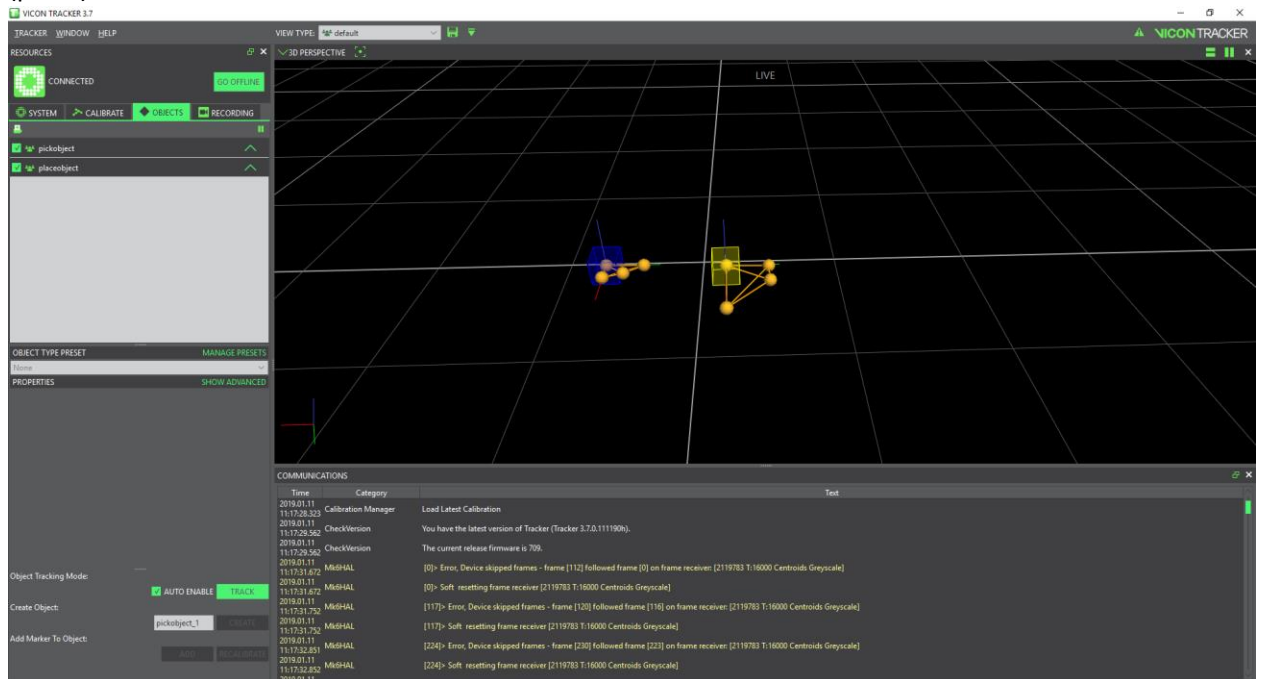 VICON TRACKER 3.7
TRACKER WINDOW HELP
VIEW TYPE: default
VICON TRACKER
RESOURCES
3D PERSPECTIVE
CONNECTED
GO OFFLINE
LIVE
SYSTEM CALIBRATE OBJECTS RECORDING
pickobject
placeobject
OBJECT TYPE PRESET MANAGE PRESETS
None
PROPERTIES SHOW ADVANCED
Object Tracking Mode:
AUTO ENABLE TRACK
Create Object:
pickobject_1 CREATE
Add Marker To Object:
ADD RECALIBRATE
COMMUNICATIONS
Time Category Text
2019.01.11
11:17:28.323 Calibration Manager Load Latest Calibration
2019.01.11
11:17:29.562 CheckVersion You have the latest version of Tracker (Tracker 3.7.0.111190h).
2019.01.11
11:17:29.562 CheckVersion The current release firmware is 709.
2019.01.11
11:17:31.672 Mk6HAL [0]> Error, Device skipped frames - frame [112] followed frame [0] on frame receiver: [2119783 T:16000 Centroids Greyscale]
2019.01.11
11:17:31.672 Mk6HAL [0]> Soft resetting frame receiver [2119783 T:16000 Centroids Greyscale]
2019.01.11
11:17:31.752 Mk6HAL [117]> Error, Device skipped frames - frame [120] followed frame [116] on frame receiver: [2119783 T:16000 Centroids Greyscale]
2019.01.11
11:17:31.752 Mk6HAL [117]> Soft resetting frame receiver [2119783 T:16000 Centroids Greyscale]
2019.01.11
11:17:32.851 Mk6HAL [224]> Error, Device skipped frames - frame [230] followed frame [223] on frame receiver: [2119783 T:16000 Centroids Greyscale]
2019.01.11
11:17:32.852 Mk6HAL [224]> Soft resetting frame receiver [2119783 T:16000 Centroids Greyscale]